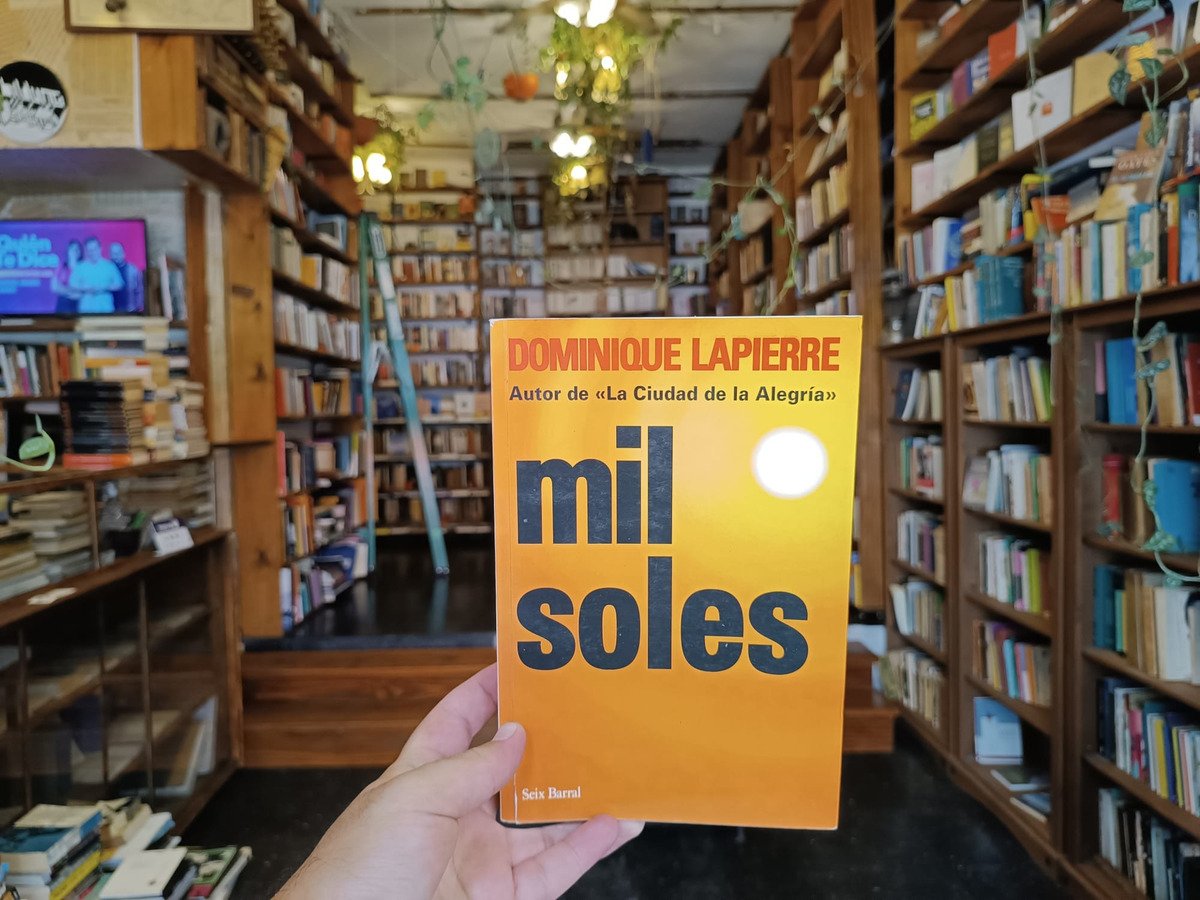 DOMINIQUE LAPIERRE
Autor de «La Ciudad de la Alegría»
mil
soles
Seix Barral